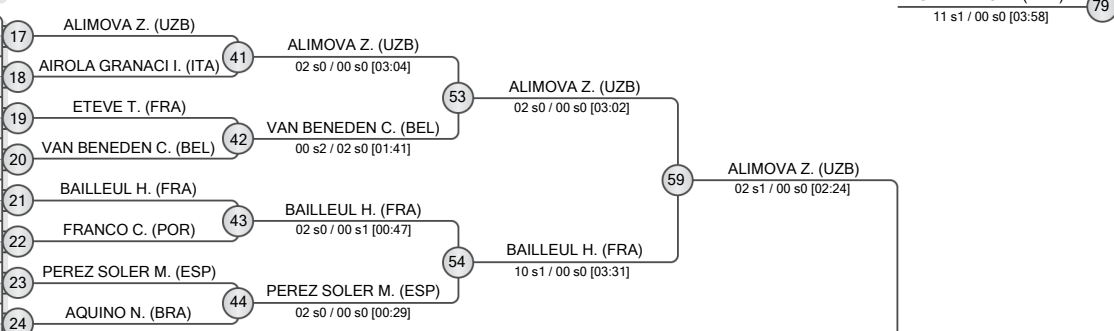 79
11 s1 / 00 s0 [03:58]
17
ALIMOVA Z. (UZB)
18
AIROLA GRANACI I. (ITA)
41
ALIMOVA Z. (UZB)
02 s0 / 00 s0 [03:04]
19
ETEVE T. (FRA)
20
VAN BENEDEN C. (BEL)
42
VAN BENEDEN C. (BEL)
00 s2 / 02 s0 [01:41]
53
ALIMOVA Z. (UZB)
02 s0 / 00 s0 [03:02]
21
BAILLEUL H. (FRA)
22
FRANCO C. (POR)
43
BAILLEUL H. (FRA)
02 s0 / 00 s1 [00:47]
23
PEREZ SOLER M. (ESP)
24
AQUINO N. (BRA)
44
PEREZ SOLER M. (ESP)
02 s0 / 00 s0 [00:29]
54
BAILLEUL H. (FRA)
10 s1 / 00 s0 [03:31]
59
ALIMOVA Z. (UZB)
02 s1 / 00 s0 [02:24]